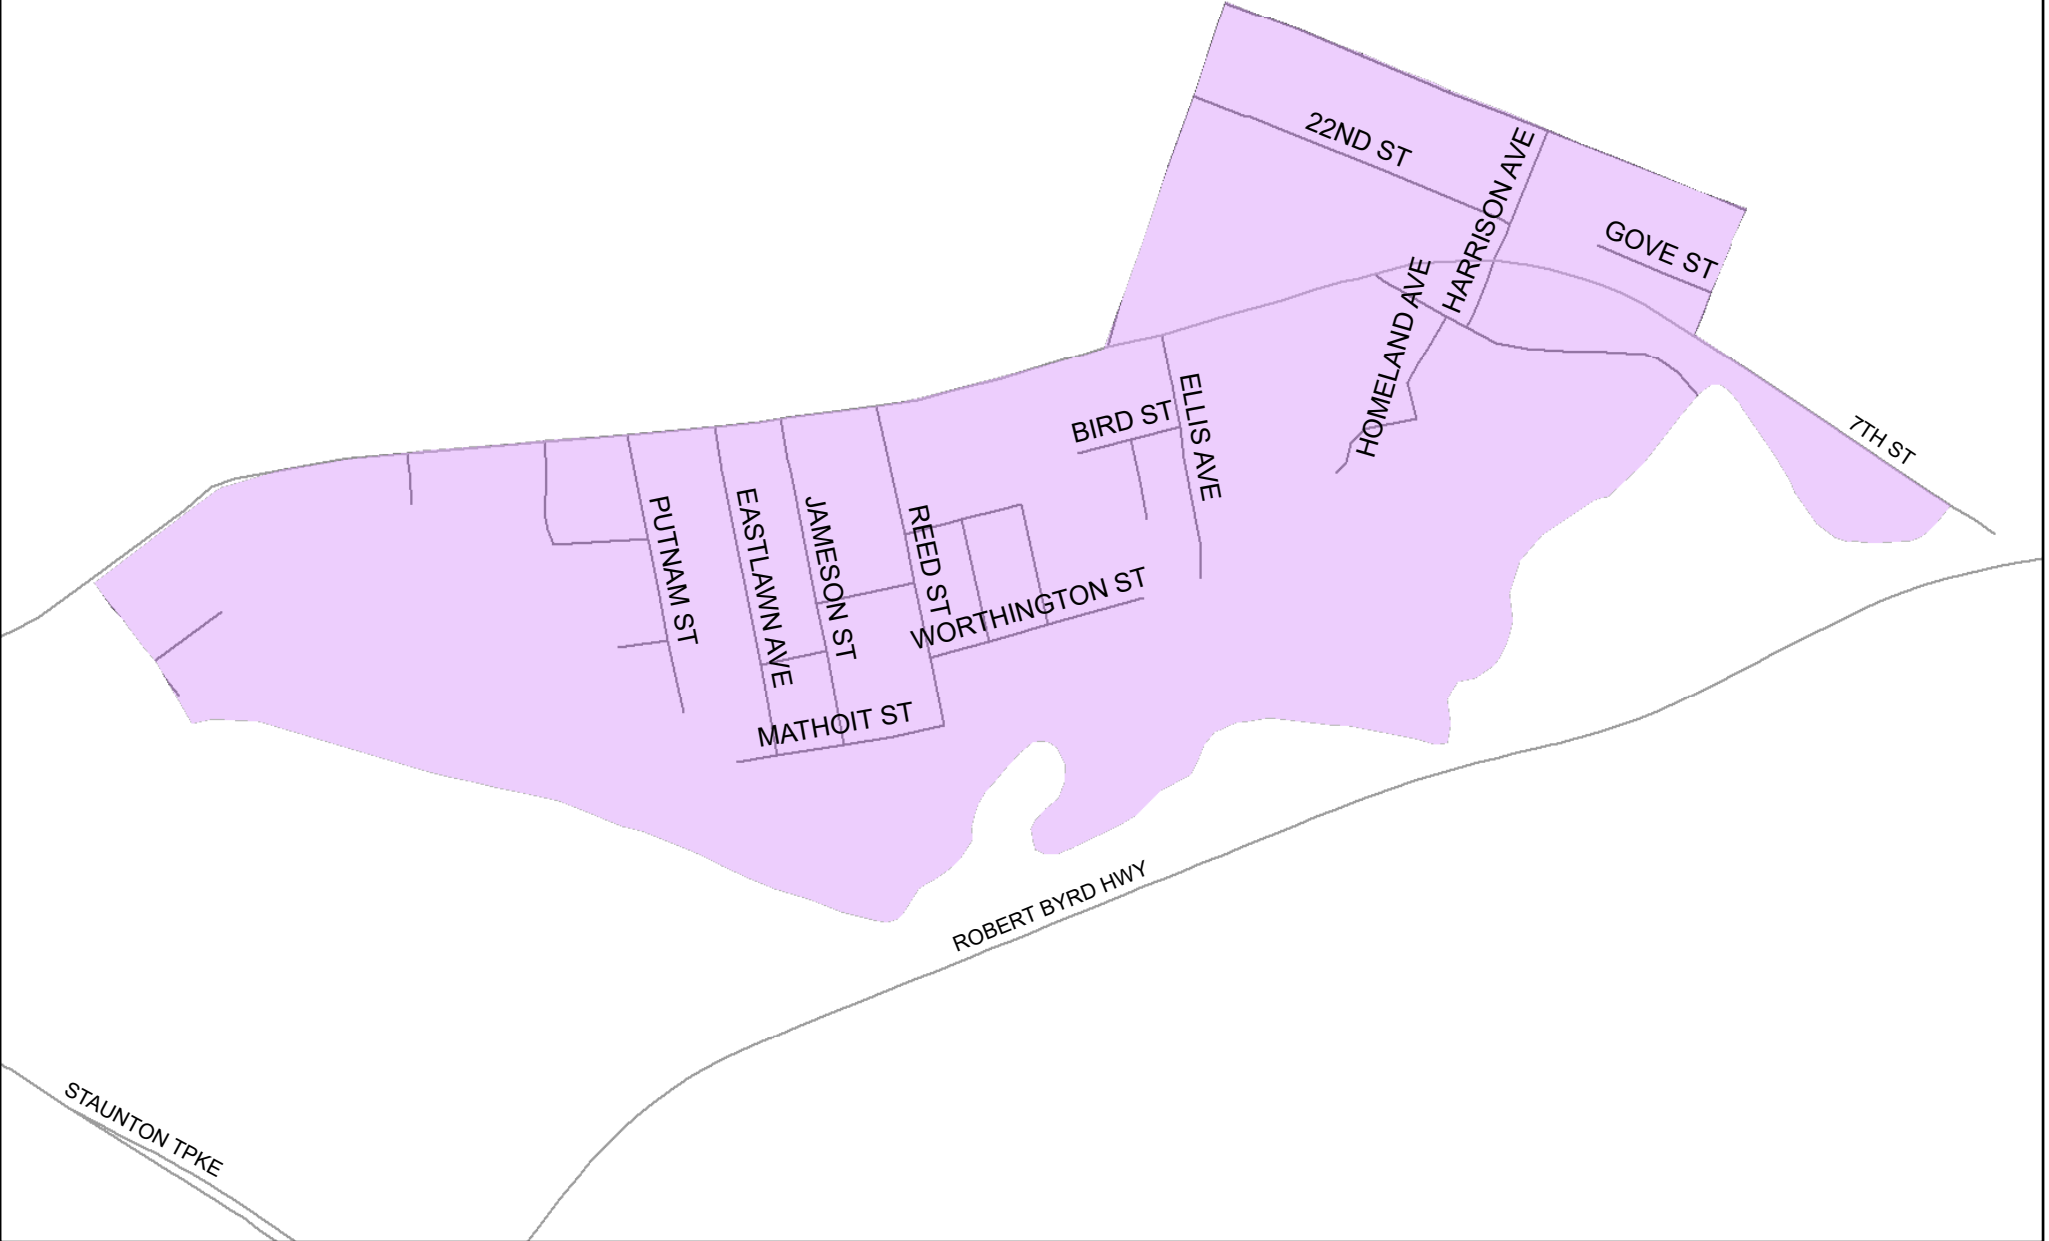 22ND ST
HARRISON AVE
GOVE ST
HOMELAND AVE
ELLIS AVE
BIRD ST
7TH ST
PUTNAM ST
EASTLAWN AVE
JAMESON ST
REED ST
WORTHINGTON ST
MATHOIT ST
ROBERT BYRD HWY
STAUNTON TPKE